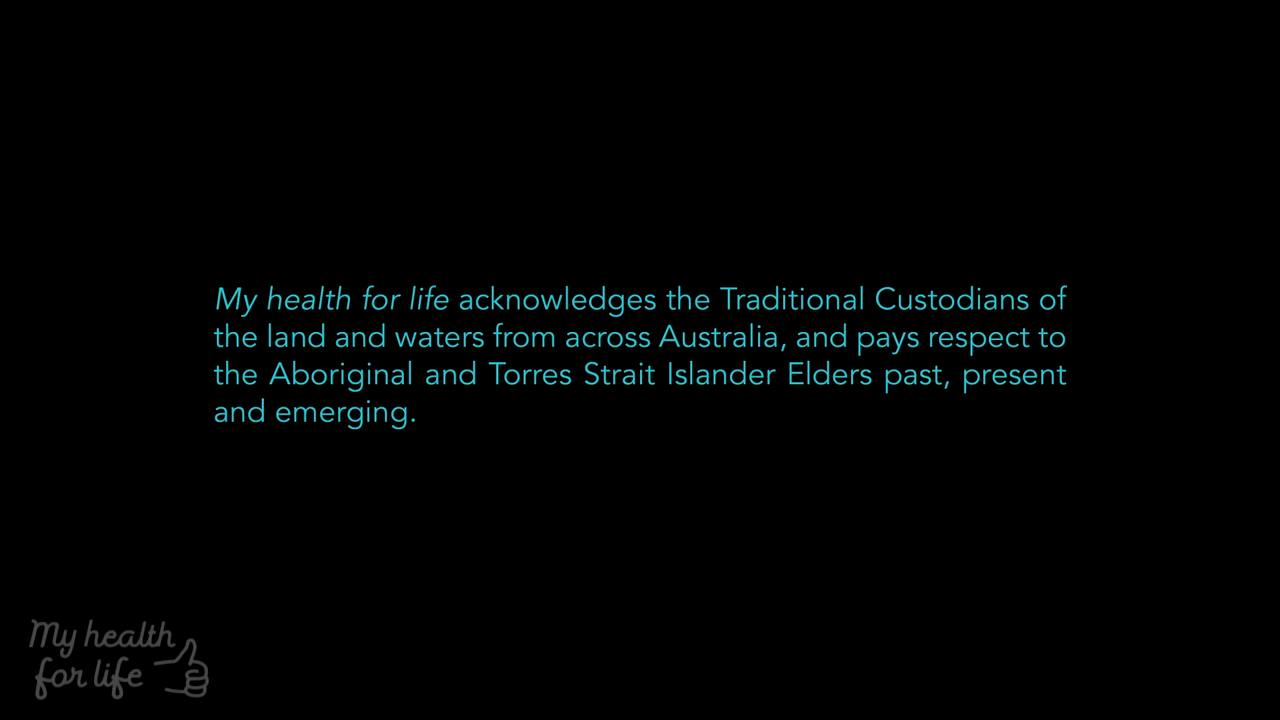 My health for life acknowledges the Traditional Custodians of
the land and waters from across Australia, and pays respect to
the Aboriginal and Torres Strait Islander Elders past, present
and emerging.
My health
for life